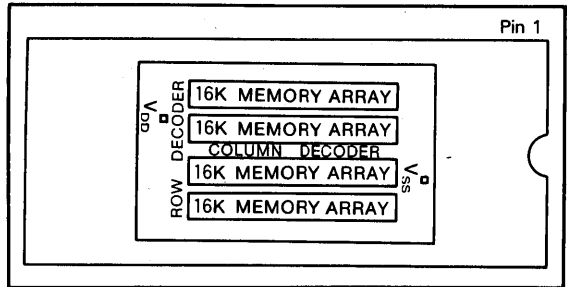 Pin 1
16K MEMORY ARRAY
16K MEMORY ARRAY
COLUMN DECODER
16K MEMORY ARRAY
16K MEMORY ARRAY
ROW DECODER
VDD
VSS